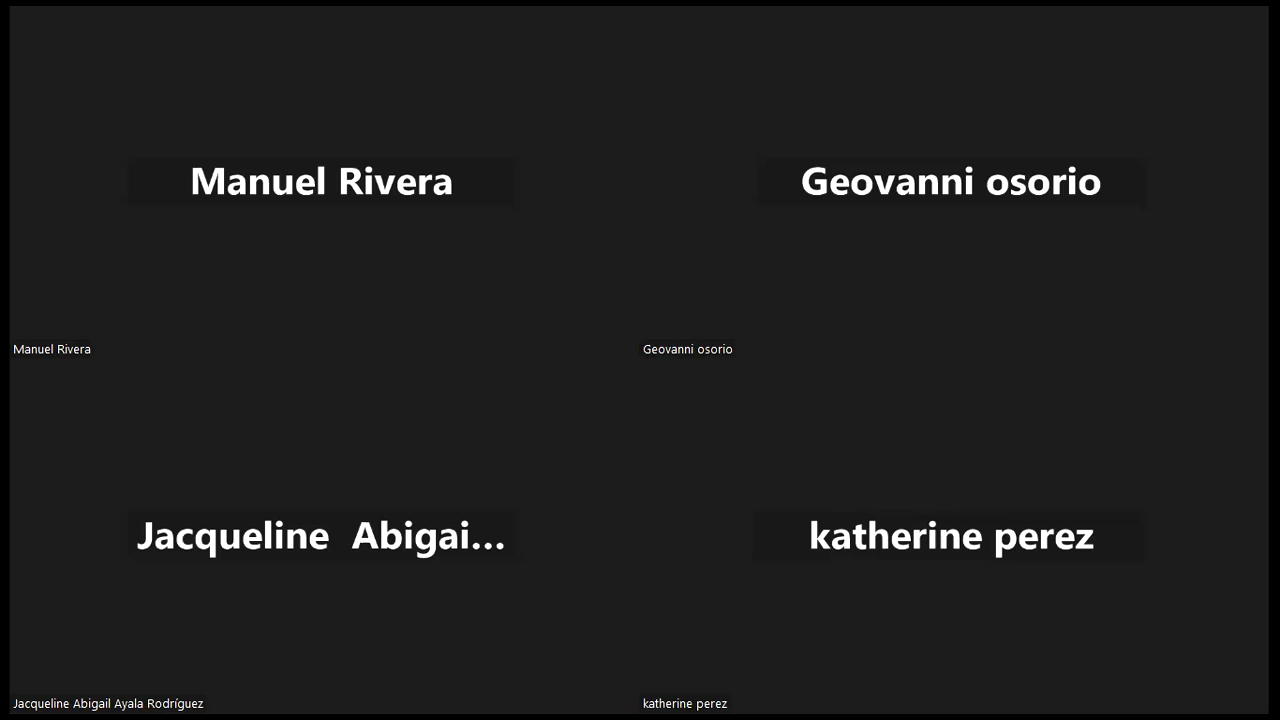 Manuel Rivera
Geovanni osorio
Manuel Rivera
Geovanni osorio
Jacqueline  Abigai...
katherine perez
Jacqueline Abigail Ayala Rodríguez
katherine perez